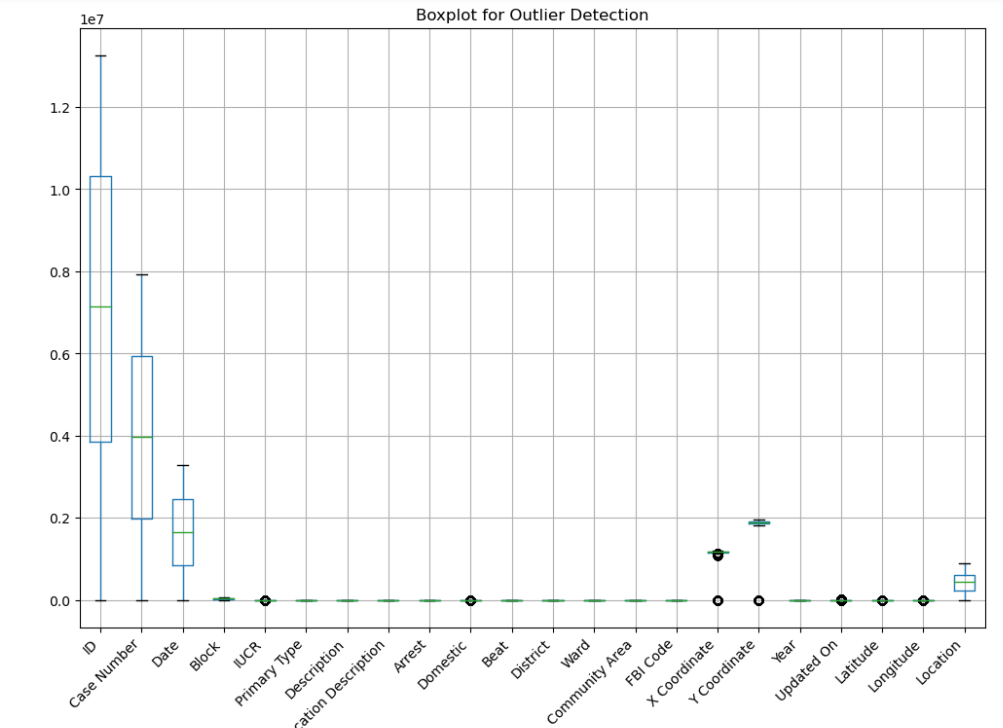 Boxplot for Outlier Detection
1e7
1.2
1.0
0.8
0.6
0.4
0.2
0.0
ID
Case Number
Date
Block
IUCR
Primary Type
Description
cation Description
Arrest
Domestic
Beat
District
Ward
Community Area
FBI Code
X Coordinate
Y Coordinate
Year
Updated On
Latitude
Longitude
Location